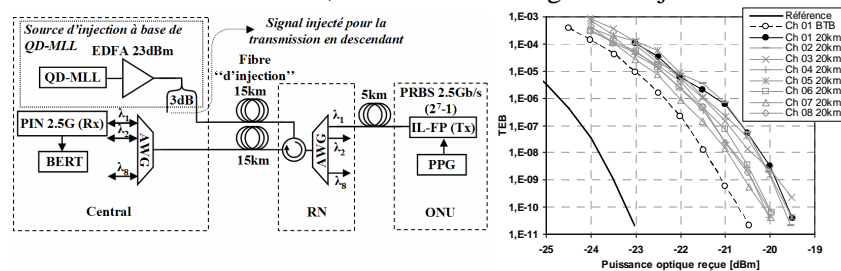 Source d'injection à base de
QD-MLL
EDFA 23dBm
QD-MLL
3dB
Signal injecté pour la
transmission en descendant
Fibre
‘‘d'injection’’
15km
15km
PIN 2.5G (Rx)
BERT
λ1
λ2
λ8
AWG
Central
AWG
λ1
λ2
λ8
RN
5km
PRBS 2.5Gb/s
(2⁷-1)
IL-FP (Tx)
PPG
ONU
TEB
1,E-03
1,E-04
1,E-05
1,E-06
1,E-07
1,E-08
1,E-09
1,E-10
1,E-11
-25
-24
-23
-22
-21
-20
-19
Puissance optique reçue [dBm]
Référence
Ch 01 BTB
Ch 01 20km
Ch 02 20km
Ch 03 20km
Ch 04 20km
Ch 05 20km
Ch 06 20km
Ch 07 20km
Ch 08 20km